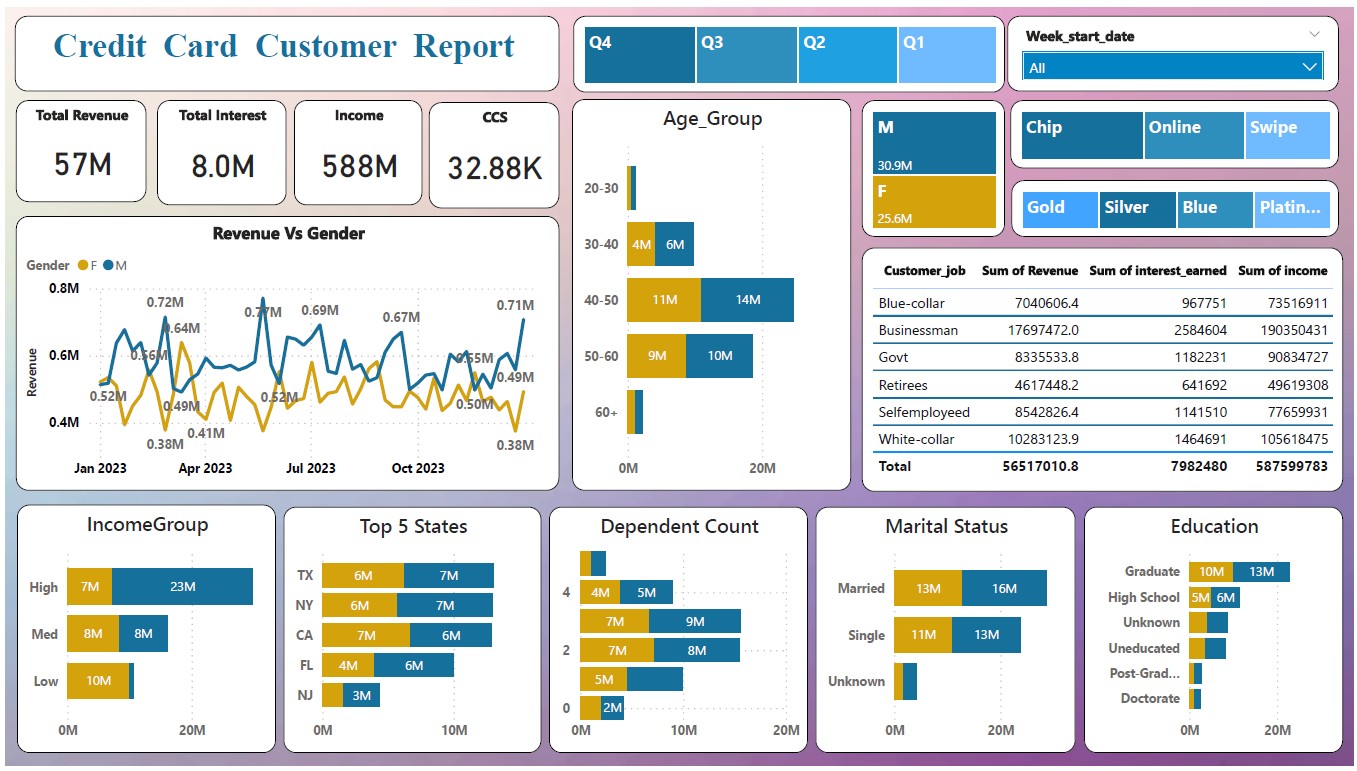 Credit Card Customer Report
Q4 Q3 Q2 Q1
Week_start_date
All
Total Revenue
57M
Total Interest
8.0M
Income
588M
CCS
32.88K
Revenue Vs Gender
Gender F M
Revenue
0.8M
0.6M
0.4M
0.72M
0.64M
0.56M
0.52M
0.49M
0.38M
0.41M
0.77M
0.52M
0.69M
0.67M
0.55M
0.50M
0.71M
0.49M
0.38M
Jan 2023 Apr 2023 Jul 2023 Oct 2023
Age_Group
20-30
30-40 4M 6M
40-50 11M 14M
50-60 9M 10M
60+
0M 20M
M
30.9M
F
25.6M
Chip Online Swipe
Gold Silver Blue Platin...
Customer_job Sum of Revenue Sum of interest_earned Sum of income
Blue-collar 7040606.4 967751 73516911
Businessman 17697472.0 2584604 190350431
Govt 8335533.8 1182231 90834727
Retirees 4617448.2 641692 49619308
Selfemployeed 8542826.4 1141510 77659931
White-collar 10283123.9 1464691 105618475
Total 56517010.8 7982480 587599783
IncomeGroup
High 7M 23M
Med 8M 8M
Low 10M
0M 20M
Top 5 States
TX 6M 7M
NY 6M 7M
CA 7M 6M
FL 4M 6M
NJ 3M
0M 10M
Dependent Count
4 4M 5M
7M 9M
2 7M 8M
5M
0 2M
0M 10M 20M
Marital Status
Married 13M 16M
Single 11M 13M
Unknown
0M 20M
Education
Graduate 10M 13M
High School 5M 6M
Unknown
Uneducated
Post-Grad...
Doctorate
0M 20M